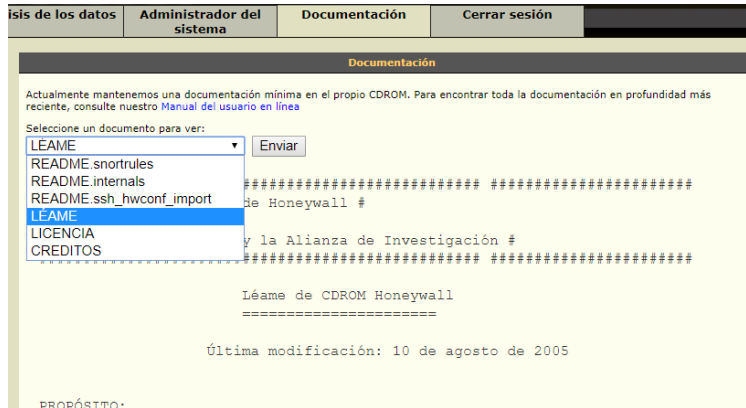 isis de los datos
Administrador del
sistema
Documentación
Cerrar sesión
Documentación
Actualmente mantenemos una documentación mínima en el propio CDROM. Para encontrar toda la documentación en profundidad más
reciente, consulte nuestro Manual del usuario en línea
Seleccione un documento para ver:
LÉAME
Enviar
README.snortrules
README.internals
README.ssh_hwconf_import
LÉAME
LICENCIA
CREDITOS
########################### #######################
de Honeywall #
y la Alianza de Investigación #
########################### #######################
Léame de CDROM Honeywall
======================
Última modificación: 10 de agosto de 2005
PROPÓSITO: